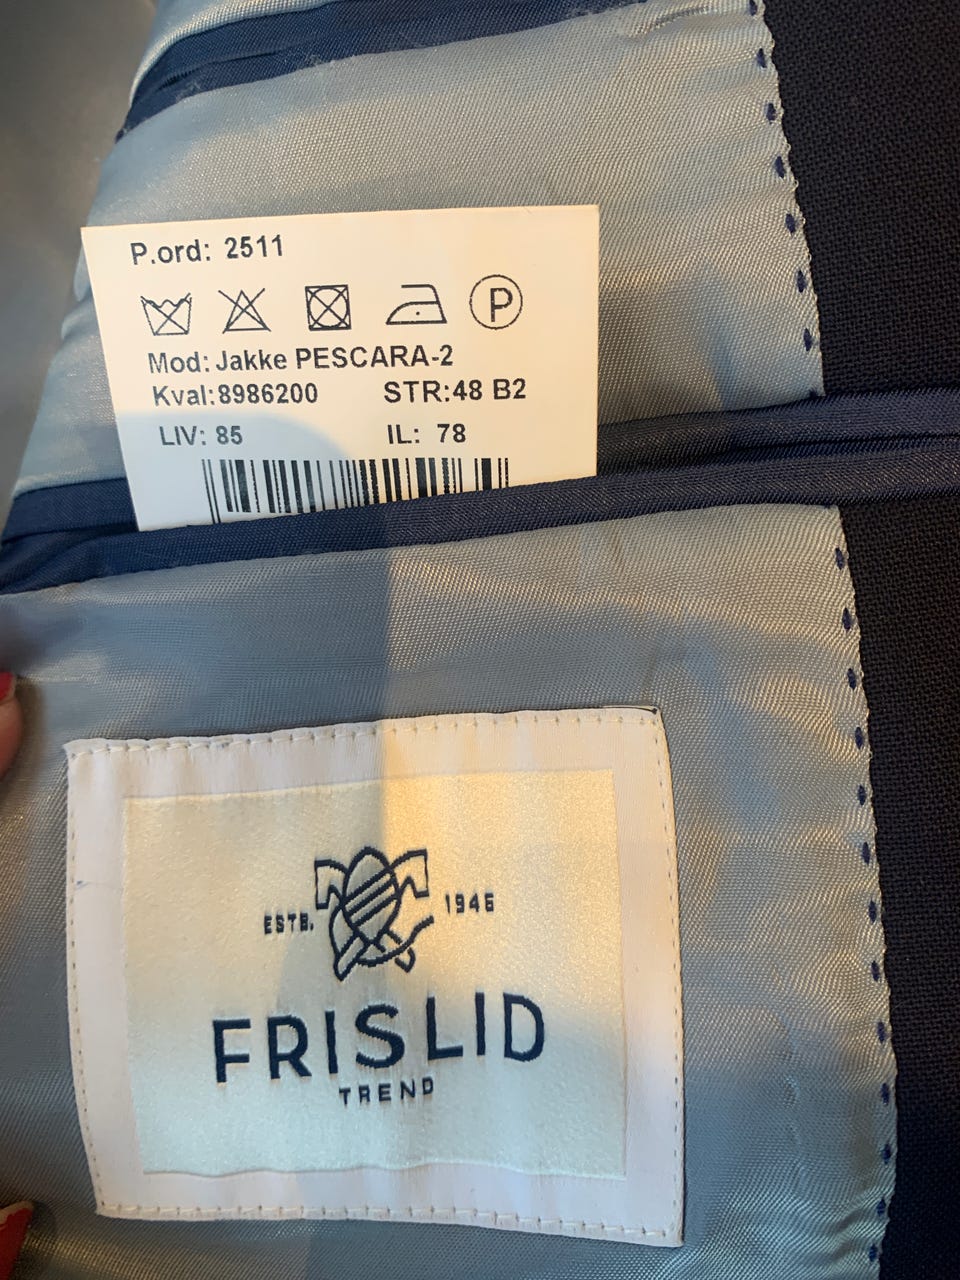 P.ord: 2511
P
Mod: Jakke PESCARA-2
Kval:8986200 STR:48 B2
LIV: 85 IL: 78
ESTB. 1946
FRISLID
TREND